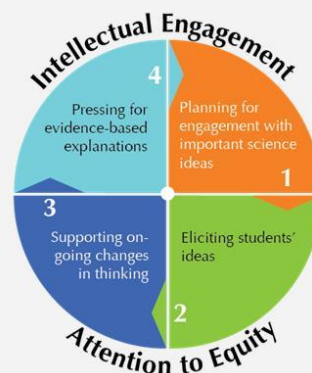 Intellectual Engagement
4
Pressing for
evidence-based
explanations
Planning for
engagement with
important science
ideas
1
3
Supporting on-
going changes
in thinking
Eliciting students'
ideas
2
Attention to Equity